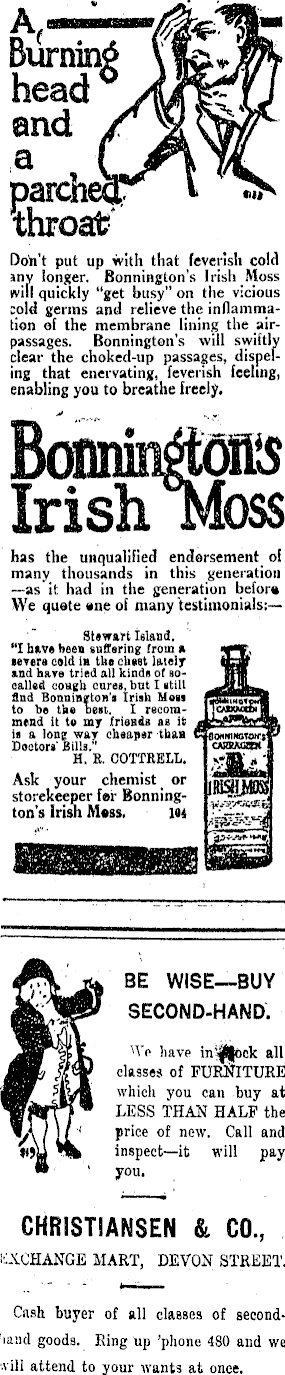 A
Burning
head
and
a
parched
throat
Don't put up with that feverish cold
any longer. Bonnington's Irish Moss
will quickly "get busy" on the vicious
cold germs and relieve the inflamma-
tion of the membrane lining the air-
passages. Bonnington's will swiftly
clear the choked-up passages, dispel-
ing that enervating, feverish feeling,
enabling you to breathe freely.
Bonnington's
Irish Moss
has the unqualified endorsement of
many thousands in this generation
—as it had in the generation before
We quote one of many testimonials:—
Stewart Island.
"I have been suffering from a
severe cold in the chest lately
and have tried all kinds of so-
called cough cures, but I still
find Bonnington's Irish Moss
to be the best. I recom-
mend it to my friends as it
is a long way cheaper than
Doctors' Bills."
H. R. COTTRELL.
Ask your chemist or
storekeeper for Bonning-
ton's Irish Moss. 104
BONNINGTON'S
CARRAGEEN
BONNINGTON'S
CARRAGEEN
IRISH MOSS
BE WISE—BUY
SECOND-HAND.
We have in stock all
classes of FURNITURE
which you can buy at
LESS THAN HALF the
price of new. Call and
inspect—it will pay
you.
819
CHRISTIANSEN & CO.,
EXCHANGE MART, DEVON STREET.
Cash buyer of all classes of second-
hand goods. Ring up 'phone 480 and we
will attend to your wants at once.